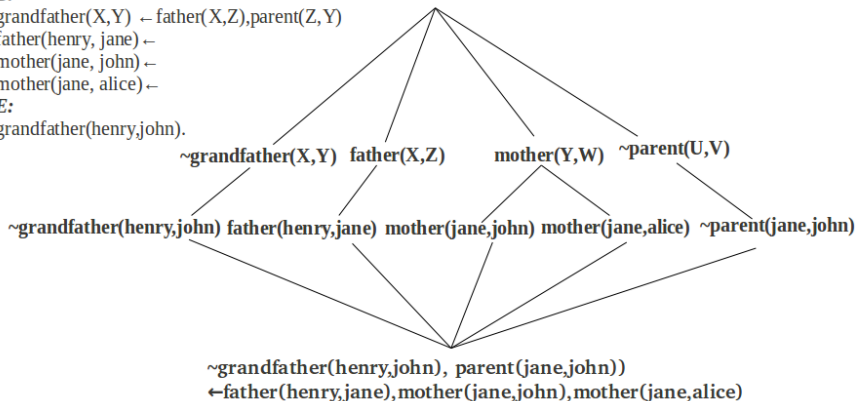 grandfather(X,Y) ←father(X,Z),parent(Z,Y)
father(henry, jane)←
mother(jane, john)←
mother(jane, alice)←
E:
grandfather(henry,john).
~grandfather(X,Y) father(X,Z) mother(Y,W) ~parent(U,V)
~grandfather(henry,john) father(henry,jane) mother(jane,john) mother(jane,alice) ~parent(jane,john)
~grandfather(henry,john), parent(jane,john))
←father(henry,jane),mother(jane,john),mother(jane,alice)